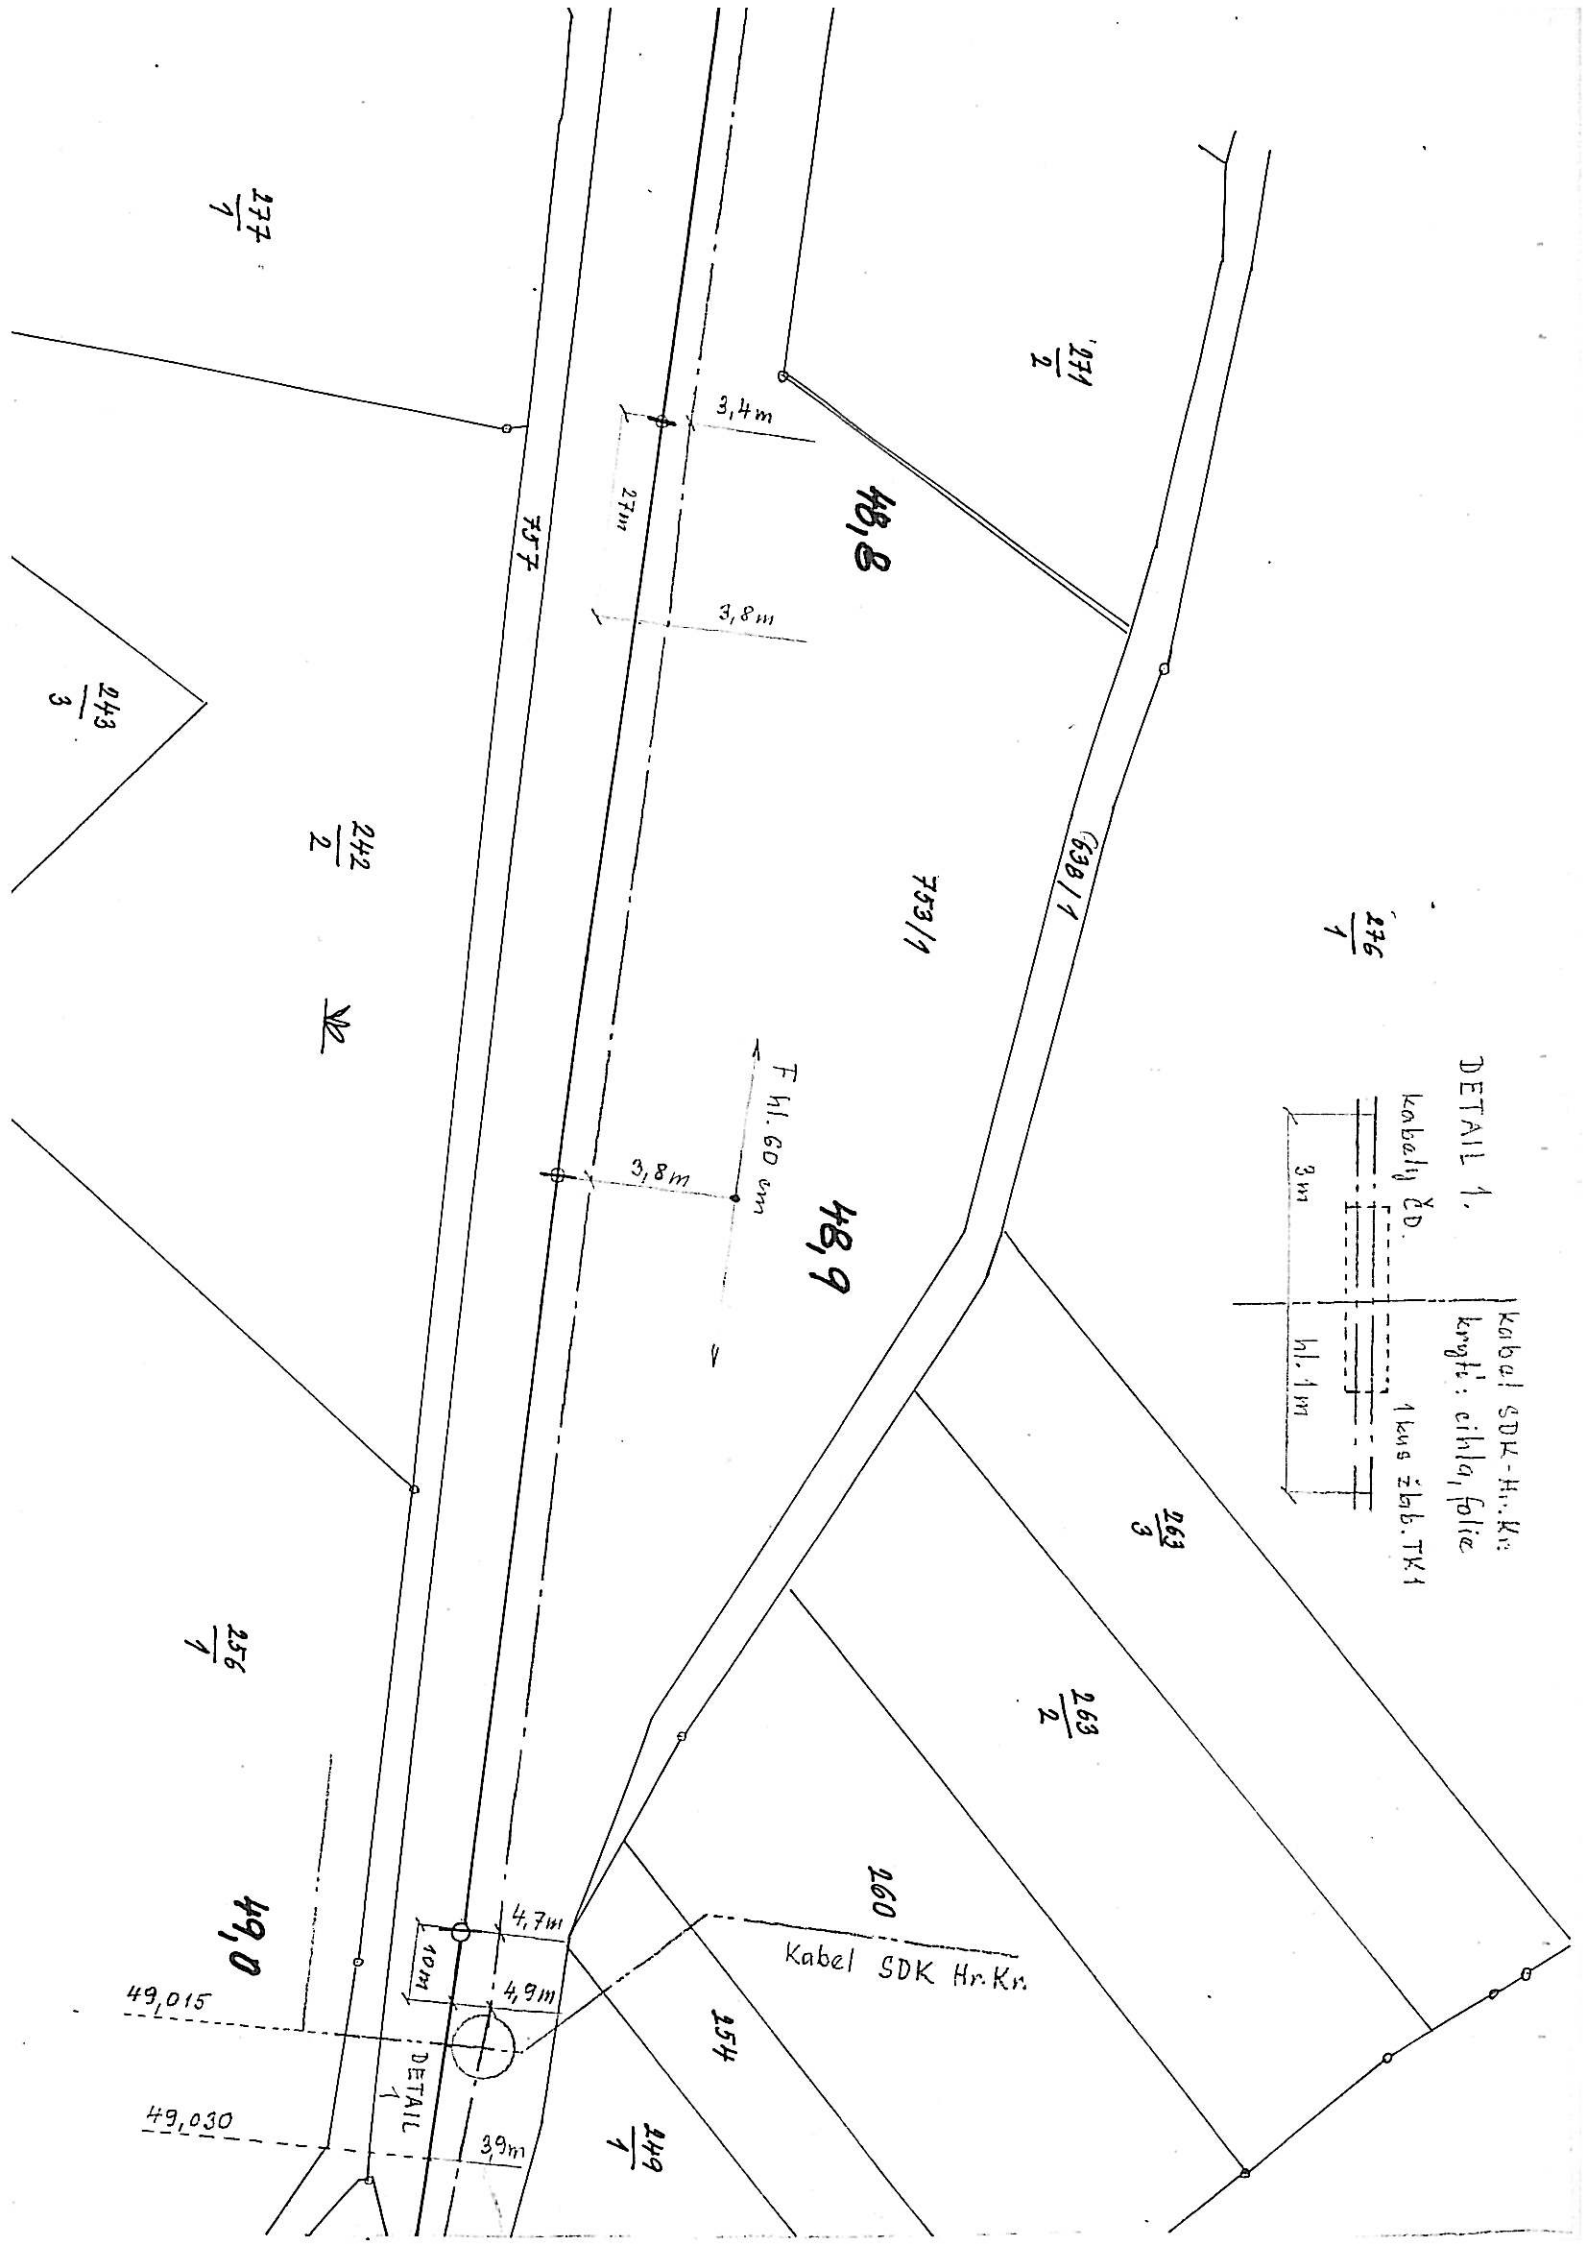 DETAIL 1.
kabely ČD.
kabel SDK - Hr. Kr.
krytí: cihla, folie
1 kus žlb. TK1
3m
hl. 1m
277
1
271
2
3,4m
27m
48,8
757
3,8m
243
3
242
2
638/1
753/1
276
1
F hl. 60 cm
3,8m
48,9
263
3
263
2
256
1
260
Kabel SDK Hr. Kr.
49,0
4,7m
10m
4,9m
254
49,015
DETAIL
1
49,030
3,9m
249
1